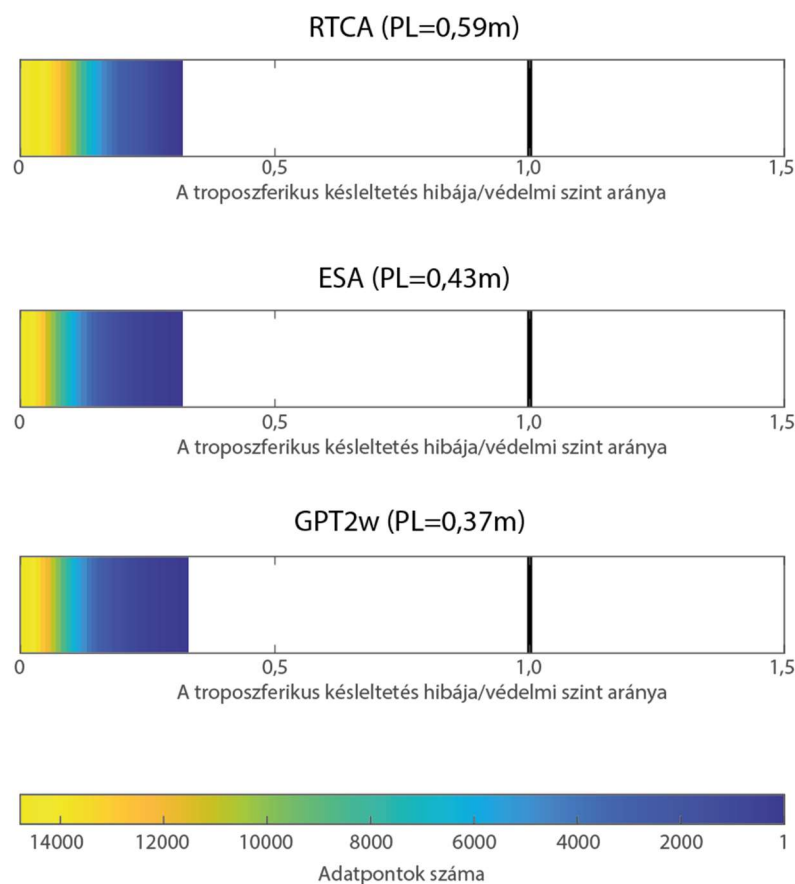 RTCA (PL=0,59m)
0 0,5 1,0 1,5
A troposzferikus késleltetés hibája/védelmi szint aránya
ESA (PL=0,43m)
0 0,5 1,0 1,5
A troposzferikus késleltetés hibája/védelmi szint aránya
GPT2w (PL=0,37m)
0 0,5 1,0 1,5
A troposzferikus késleltetés hibája/védelmi szint aránya
14000 12000 10000 8000 6000 4000 2000 1
Adatpontok száma